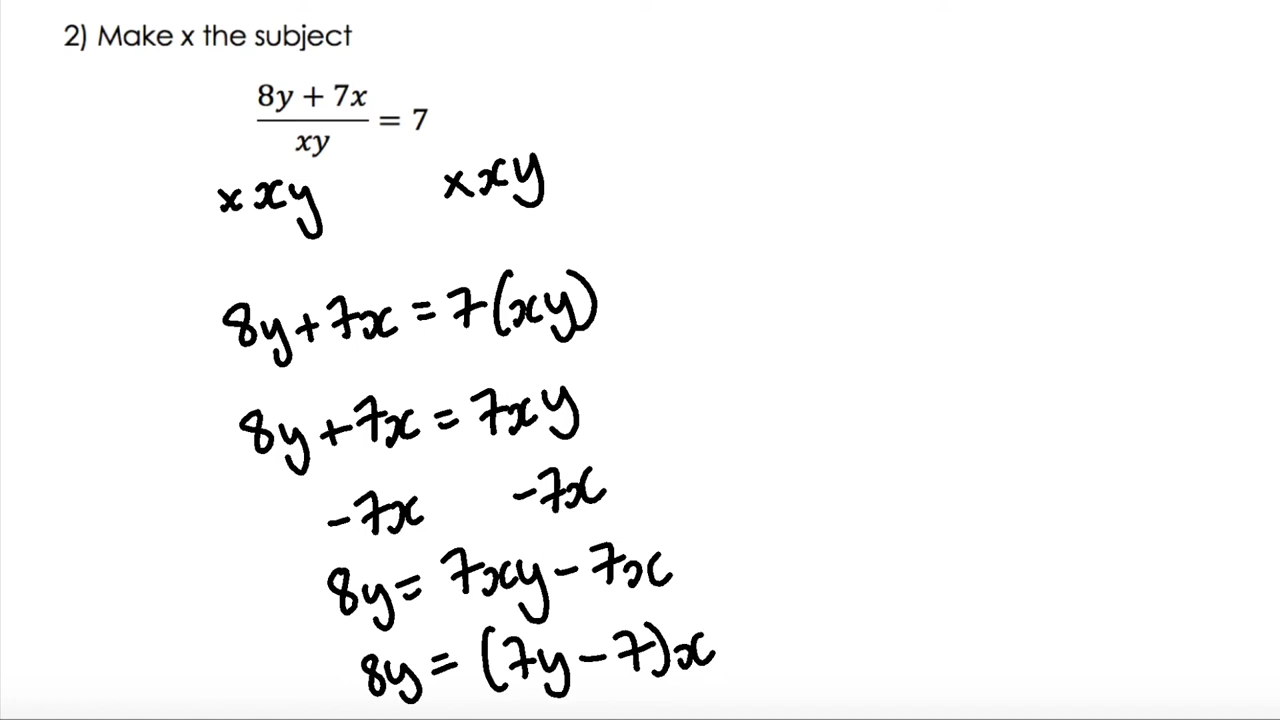 2) Make x the subject
8y + 7x
xy
= 7
× xy × xy
8y + 7x = 7(xy)
8y + 7x = 7xy
- 7x - 7x
8y = 7xy - 7x
8y = (7y - 7)x